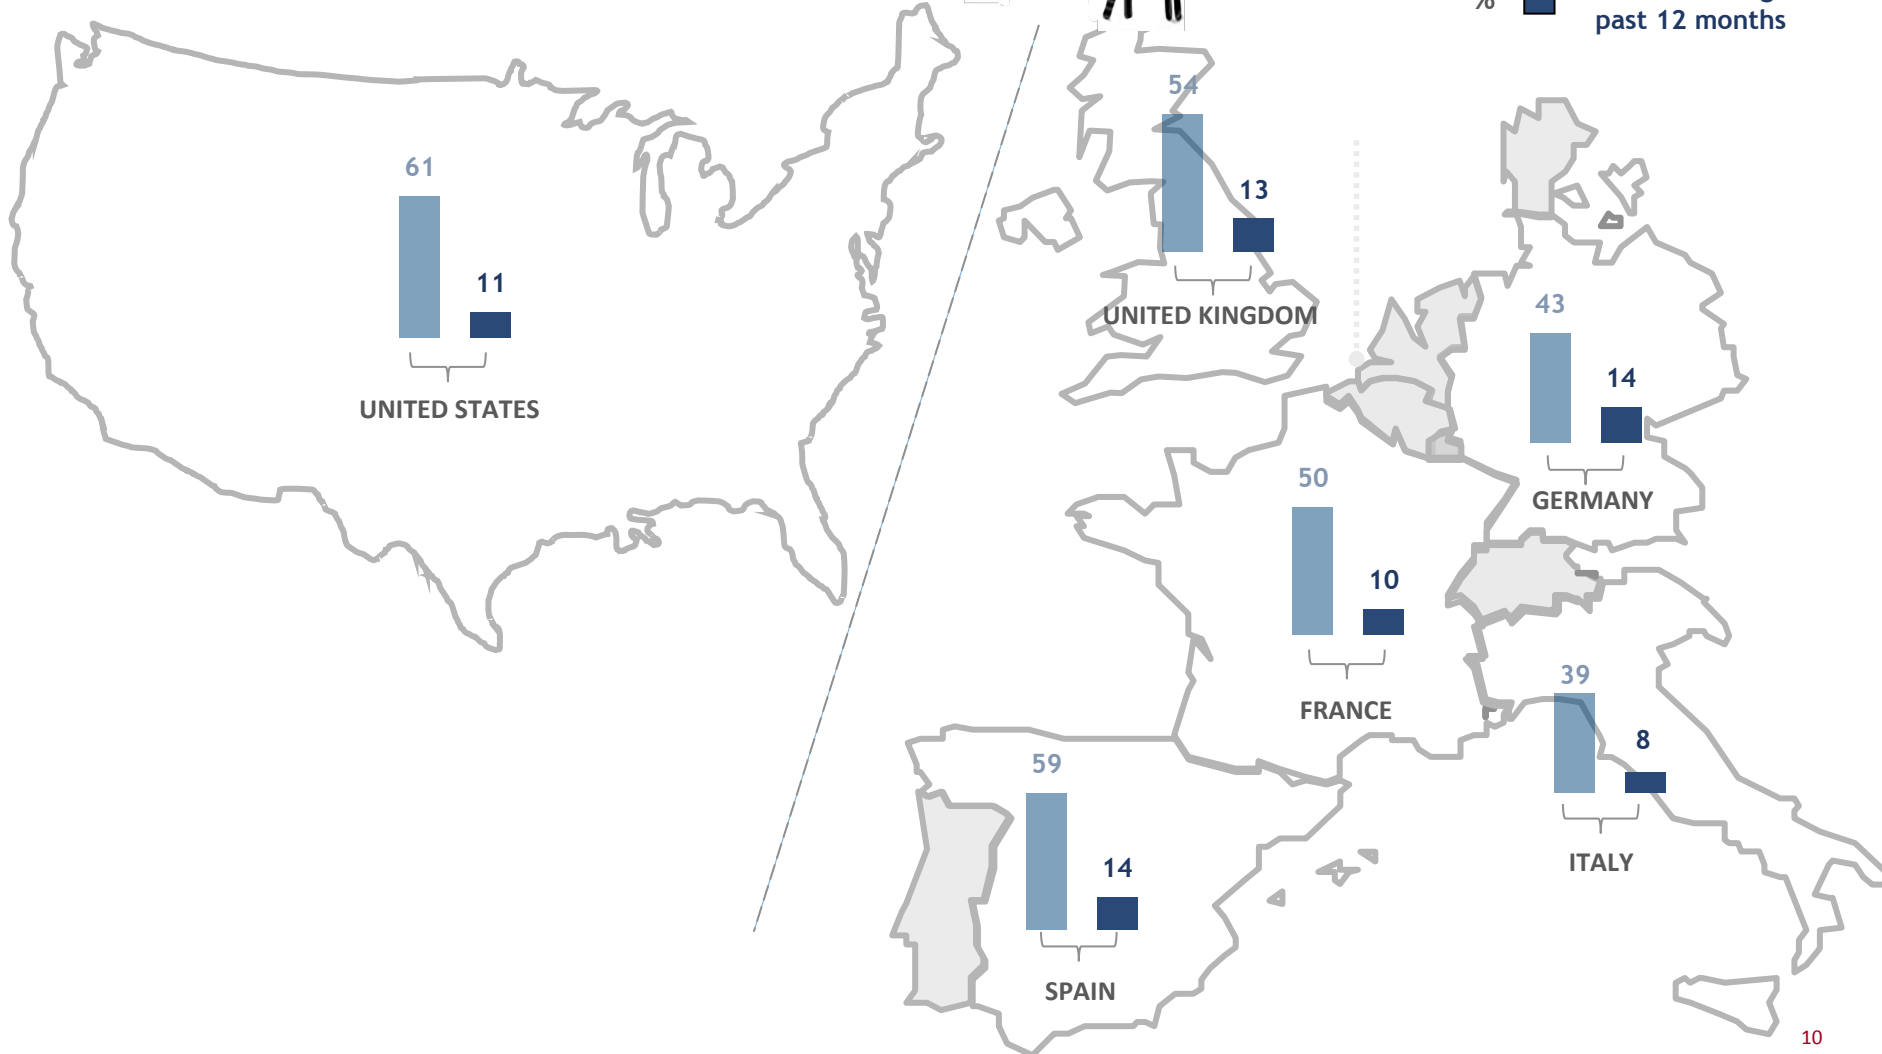 %
past 12 months
54
61
13
11
UNITED KINGDOM
43
14
UNITED STATES
50
GERMANY
10
39
FRANCE
8
59
14
ITALY
SPAIN
10